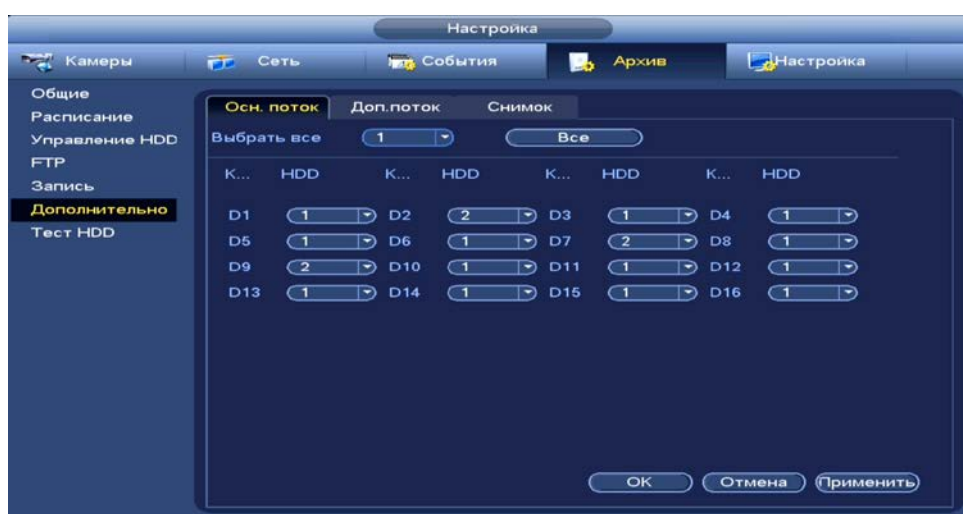 Настройка
Камеры Сеть События Архив Настройка
Общие
Расписание
Управление HDD
FTP
Запись
Дополнительно
Тест HDD
Осн. поток Доп.поток Снимок
Выбрать все 1 Все
К... HDD К... HDD К... HDD К... HDD
D1 1 D2 2 D3 1 D4 1
D5 1 D6 1 D7 2 D8 1
D9 2 D10 1 D11 1 D12 1
D13 1 D14 1 D15 1 D16 1
OK Отмена Применить